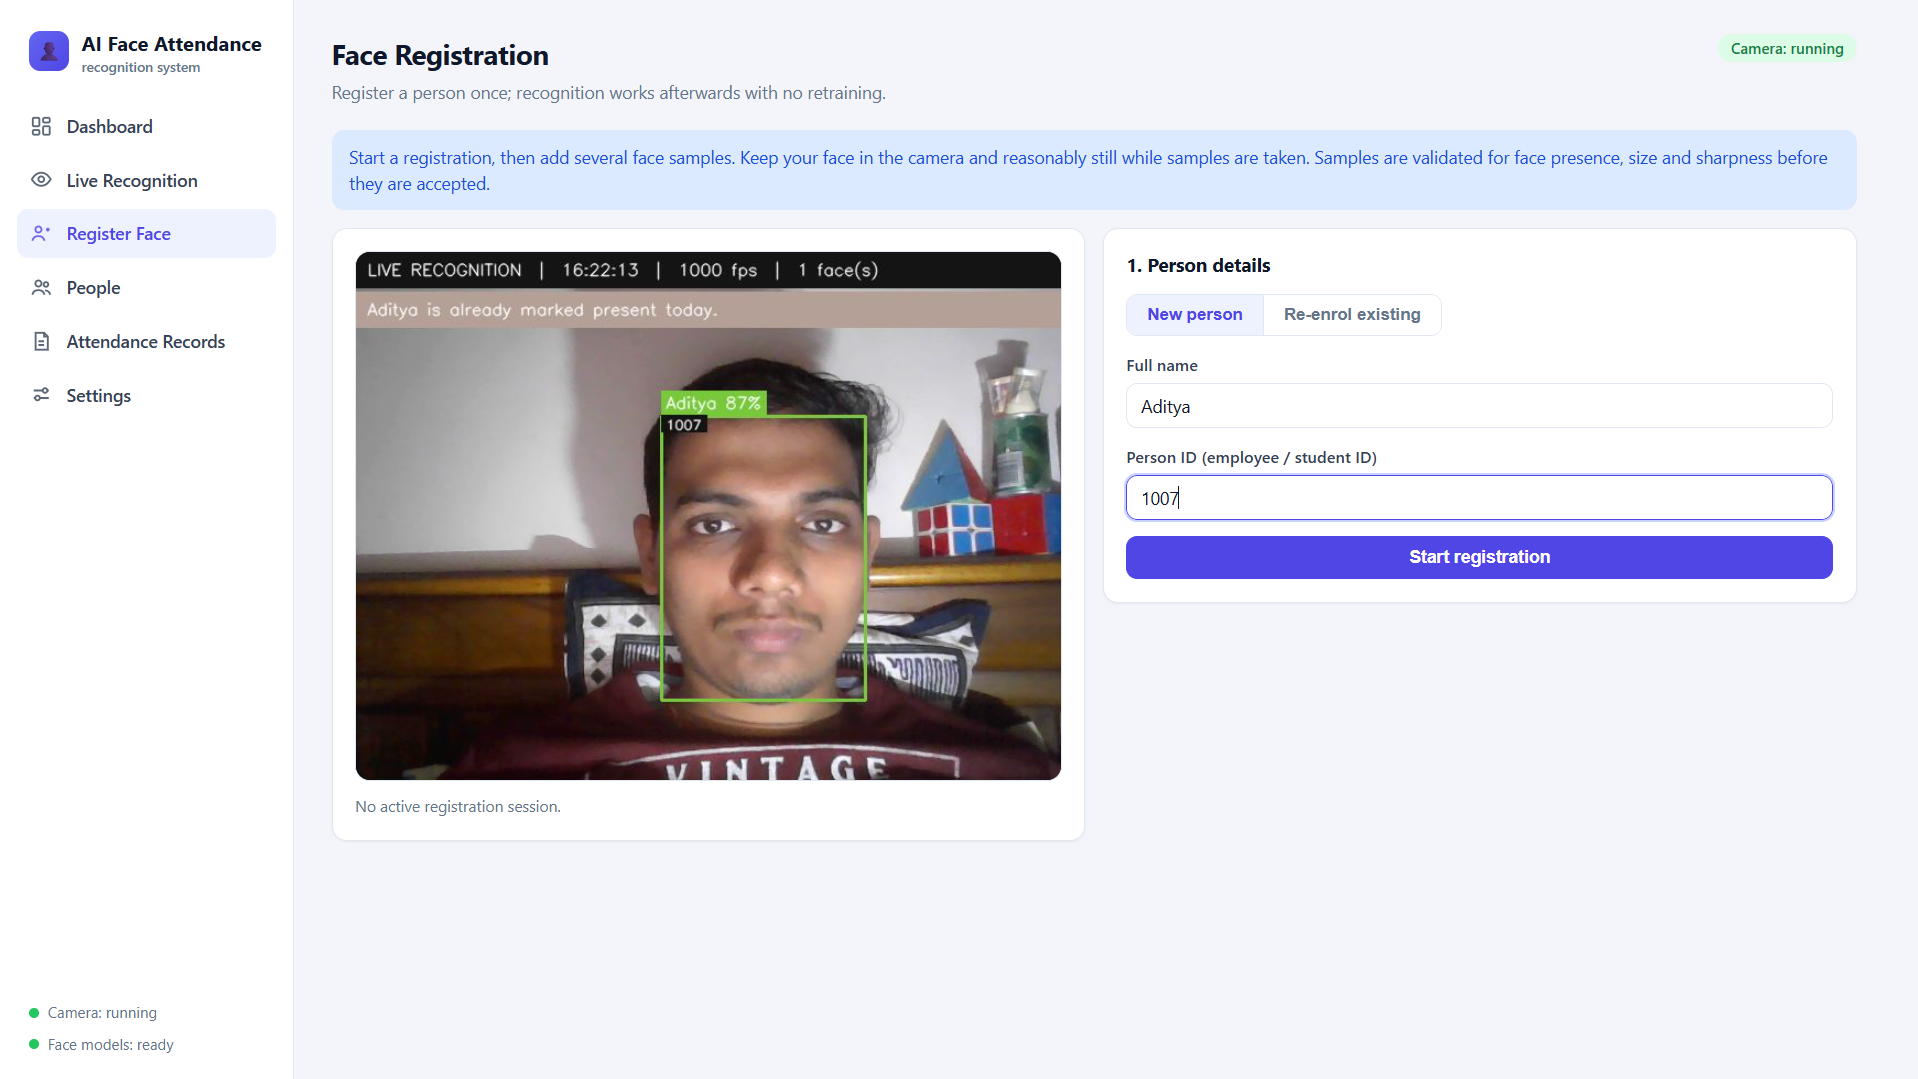 AI Face Attendance
recognition system
Dashboard
Live Recognition
Register Face
People
Attendance Records
Settings
Camera: running
Face models: ready
Face Registration
Register a person once; recognition works afterwards with no retraining.
Camera: running
Start a registration, then add several face samples. Keep your face in the camera and reasonably still while samples are taken. Samples are validated for face presence, size and sharpness before
they are accepted.
LIVE RECOGNITION | 16:22:13 | 1000 fps | 1 face(s)
Aditya is already marked present today.
Aditya 87%
1007
VINTAGE
No active registration session.
1. Person details
New person
Re-enrol existing
Full name
Aditya
Person ID (employee / student ID)
1007
Start registration